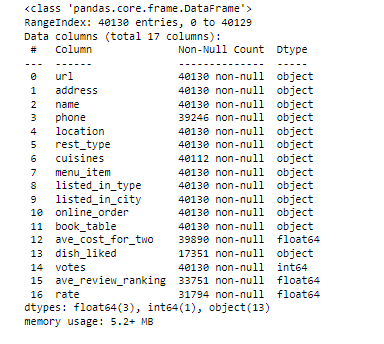 <class 'pandas.core.frame.DataFrame'>
RangeIndex: 40130 entries, 0 to 40129
Data columns (total 17 columns):
 #   Column              Non-Null Count  Dtype
---  ------              --------------  -----
 0   url                 40130 non-null  object
 1   address             40130 non-null  object
 2   name                40130 non-null  object
 3   phone               39246 non-null  object
 4   location            40130 non-null  object
 5   rest_type           40130 non-null  object
 6   cuisines            40112 non-null  object
 7   menu_item           40130 non-null  object
 8   listed_in_type      40130 non-null  object
 9   listed_in_city      40130 non-null  object
 10  online_order        40130 non-null  object
 11  book_table          40130 non-null  object
 12  ave_cost_for_two    39890 non-null  float64
 13  dish_liked          17351 non-null  object
 14  votes               40130 non-null  int64
 15  ave_review_ranking  33751 non-null  float64
 16  rate                31794 non-null  float64
dtypes: float64(3), int64(1), object(13)
memory usage: 5.2+ MB